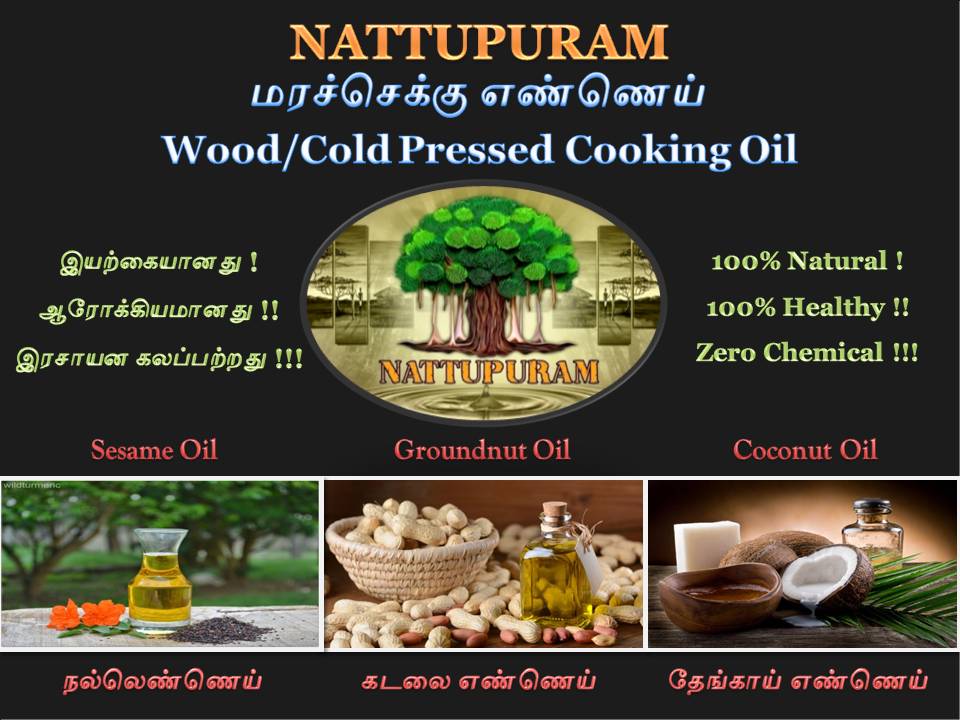 NATTUPURAM
மரச்செக்கு எண்ணெய்
Wood/Cold Pressed Cooking Oil
இயற்கையானது !
ஆரோக்கியமானது !!
இரசாயன கலப்பற்றது !!!
NATTUPURAM
100% Natural !
100% Healthy !!
Zero Chemical !!!
Sesame Oil
Groundnut Oil
Coconut Oil
wildturmeric
நல்லெண்ணெய்
கடலை எண்ணெய்
தேங்காய் எண்ணெய்